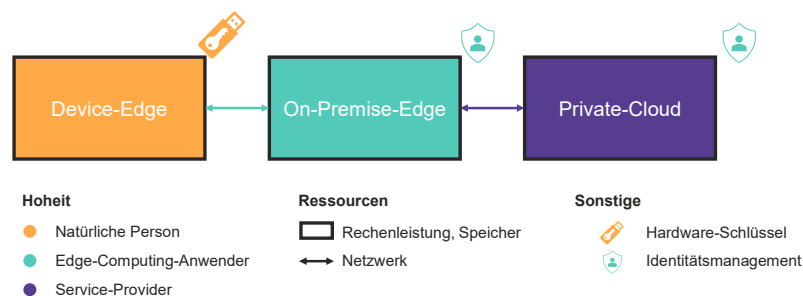 Device-Edge
On-Premise-Edge
Private-Cloud
Hoheit
Natürliche Person
Edge-Computing-Anwender
Service-Provider
Ressourcen
Rechenleistung, Speicher
Netzwerk
Sonstige
Hardware-Schlüssel
Identitätsmanagement